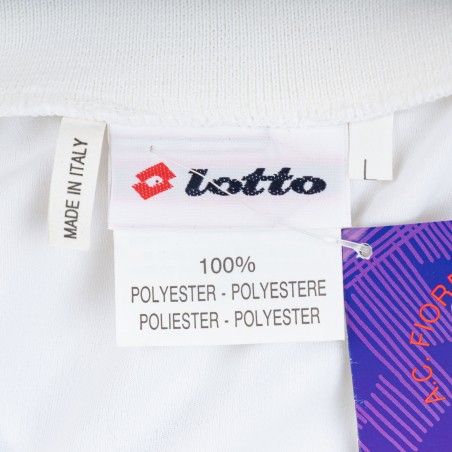 lotto
MADE IN ITALY
L
100%
POLYESTER - POLYESTERE
POLIESTER - POLYESTER
A.C. FIOR